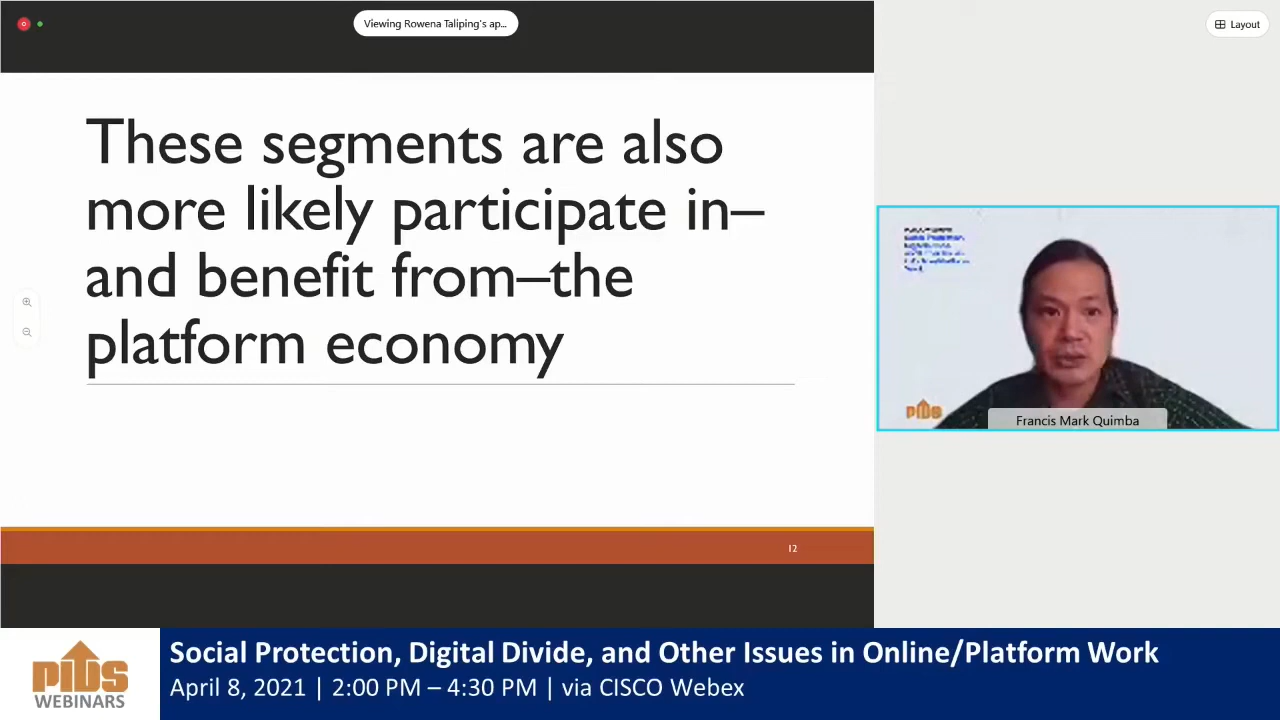 Viewing Rowena Taliping's ap...
Layout
These segments are also
more likely participate in–
and benefit from–the
platform economy
12
PIDS
Francis Mark Quimba
PIDS
WEBINARS
Social Protection, Digital Divide, and Other Issues in Online/Platform Work
April 8, 2021 | 2:00 PM – 4:30 PM | via CISCO Webex